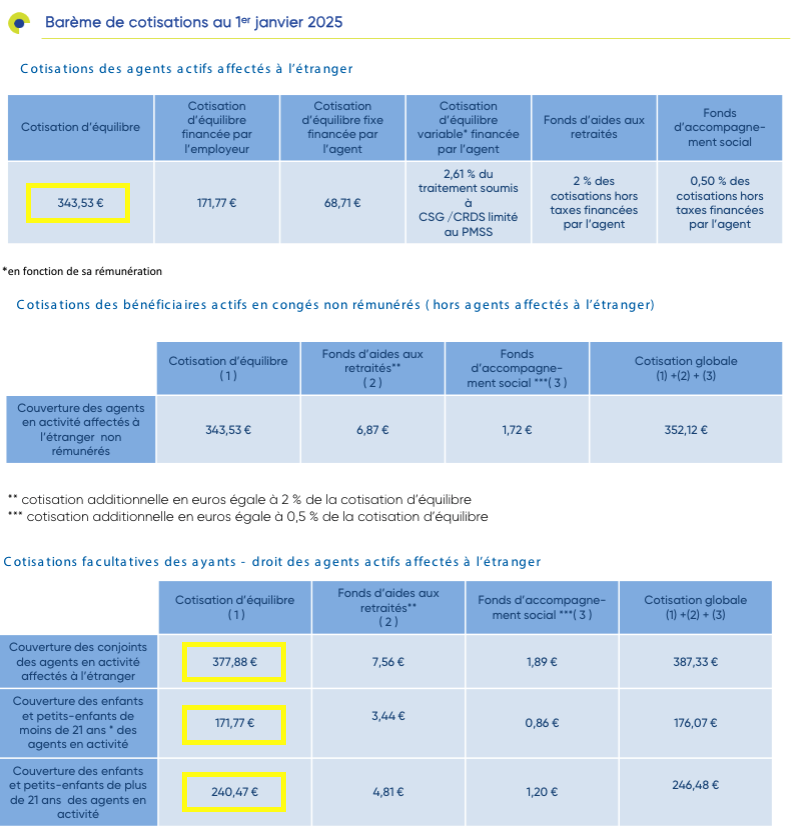 Barème de cotisations au 1er janvier 2025
Cotisations des agents actifs affectés à l'étranger
Cotisation d'équilibre
Cotisation
d'équilibre
financée par
l'employeur
Cotisation
d'équilibre fixe
financée par
l'agent
Cotisation
d'équilibre
variable* financée
par l'agent
Fonds d'aides aux
retraités
Fonds
d'accompagne-
ment social
343,53 €
171,77 €
68,71 €
2,61 % du
traitement soumis
à
CSG /CRDS limité
au PMSS
2 % des
cotisations hors
taxes financées
par l'agent
0,50 % des
cotisations hors
taxes financées
par l'agent
*en fonction de sa rémunération
Cotisations des bénéficiaires actifs en congés non rémunérés ( hors agents affectés à l'étranger)
Cotisation d'équilibre
( 1 )
Fonds d'aides aux
retraités**
( 2 )
Fonds
d'accompagne-
ment social ***( 3 )
Cotisation globale
(1) +(2) + (3)
Couverture des agents
en activité affectés à
l'étranger non
rémunérés
343,53 €
6,87 €
1,72 €
352,12 €
** cotisation additionnelle en euros égale à 2 % de la cotisation d'équilibre
*** cotisation additionnelle en euros égale à 0,5 % de la cotisation d'équilibre
Cotisations facultatives des ayants - droit des agents actifs affectés à l'étranger
Cotisation d'équilibre
( 1 )
Fonds d'aides aux
retraités**
( 2 )
Fonds d'accompagne-
ment social ***( 3 )
Cotisation globale
(1) +(2) + (3)
Couverture des conjoints
des agents en activité
affectés à l'étranger
377,88 €
7,56 €
1,89 €
387,33 €
Couverture des enfants
et petits-enfants de
moins de 21 ans * des
agents en activité
171,77 €
3,44 €
0,86 €
176,07 €
Couverture des enfants
et petits-enfants de plus
de 21 ans des agents en
activité
240,47 €
4,81 €
1,20 €
246,48 €